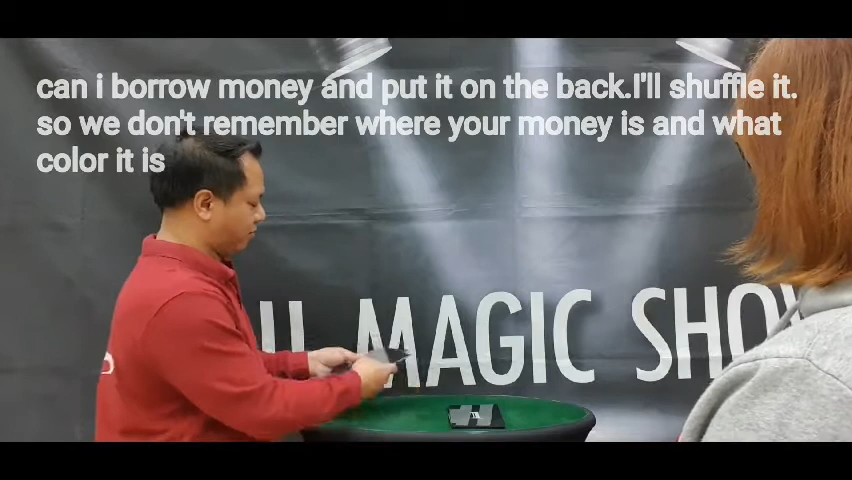 can i borrow money and put it on the back.I'll shuffle it.
so we don't remember where your money is and what
color it is
MAGIC SHOW